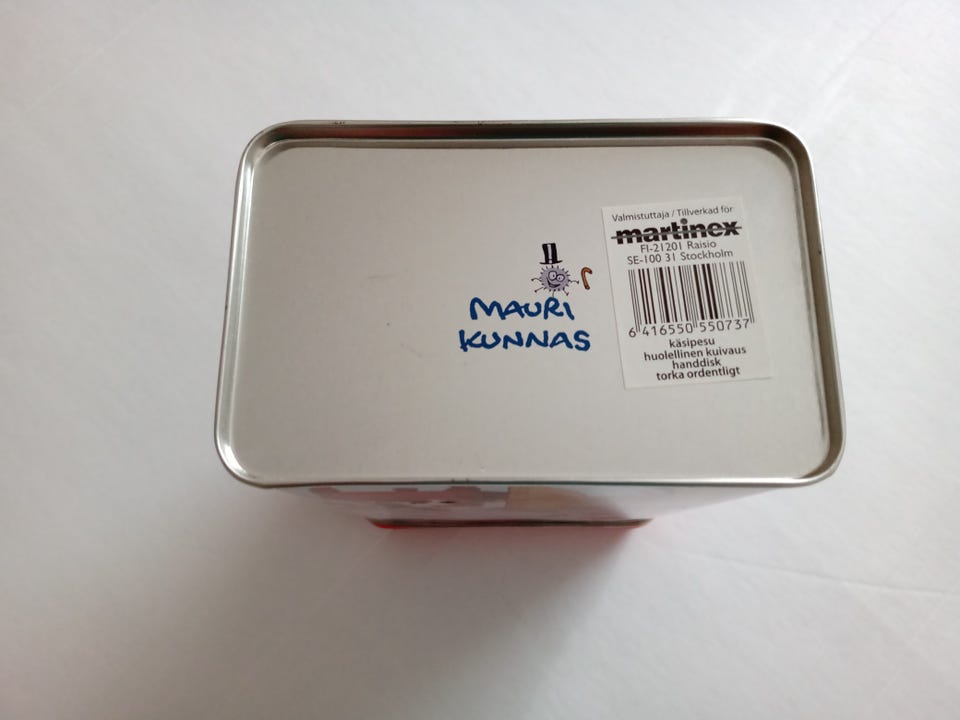 MAURI
KUNNAS
Valmistuttaja / Tillverkad för
martinex
FI-21201 Raisio
SE-100 31 Stockholm
6 416550 550737
käsipesu
huolellinen kuivaus
handdisk
torka ordentligt